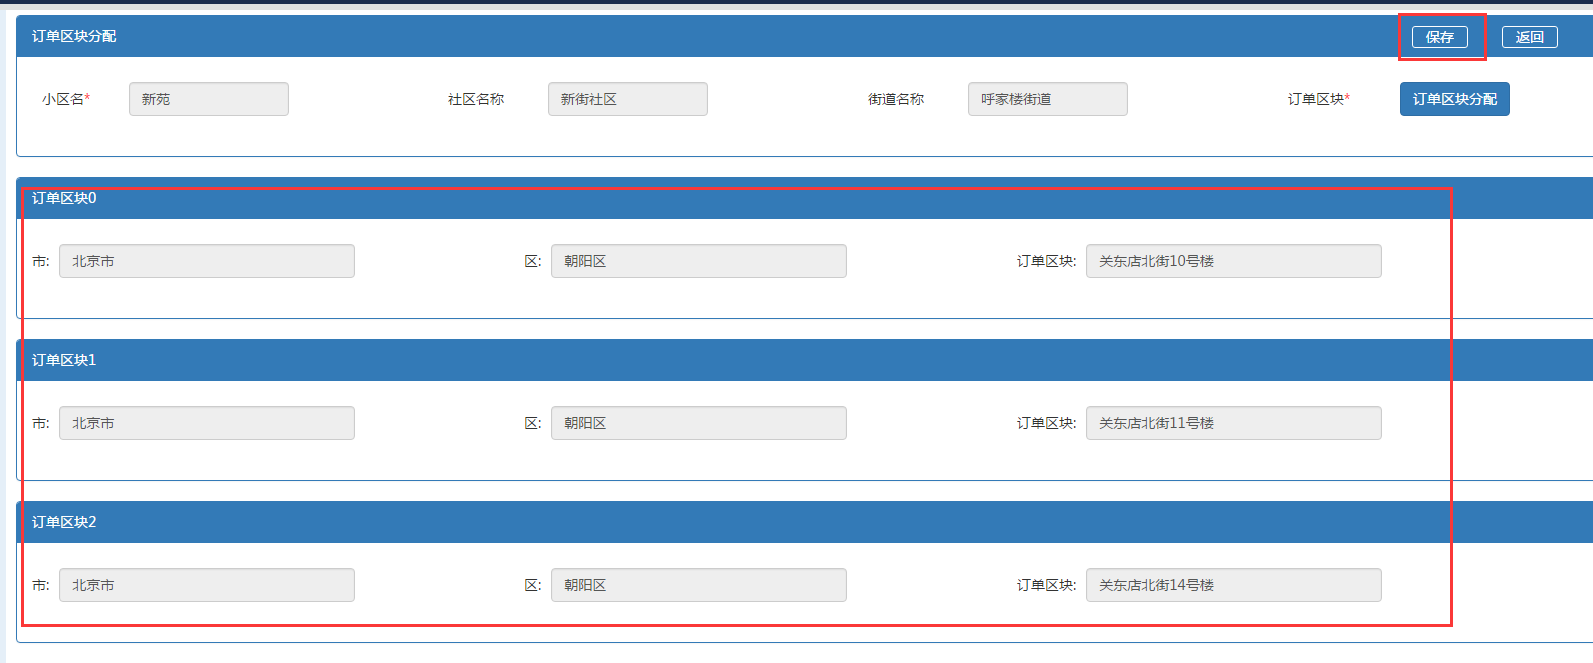 订单区块分配 保存 返回
小区名* 新苑 社区名称 新街社区 街道名称 呼家楼街道 订单区块* 订单区块分配
订单区块0
市: 北京市 区: 朝阳区 订单区块: 关东店北街10号楼
订单区块1
市: 北京市 区: 朝阳区 订单区块: 关东店北街11号楼
订单区块2
市: 北京市 区: 朝阳区 订单区块: 关东店北街14号楼